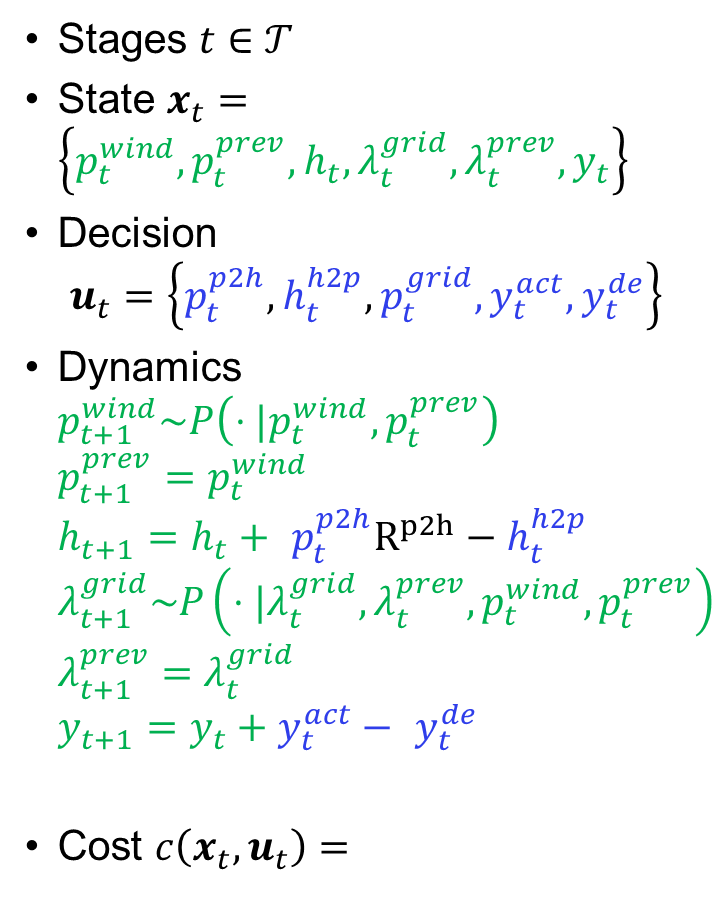 • Stages t ∈ 𝒯
• State 𝒙_t =
{p_t^{wind}, p_t^{prev}, h_t, λ_t^{grid}, λ_t^{prev}, y_t}
• Decision
𝒖_t = {p_t^{p2h}, h_t^{h2p}, p_t^{grid}, y_t^{act}, y_t^{de}}
• Dynamics
p_{t+1}^{wind}~P(· |p_t^{wind}, p_t^{prev})
p_{t+1}^{prev} = p_t^{wind}
h_{t+1} = h_t + p_t^{p2h}R^{p2h} − h_t^{h2p}
λ_{t+1}^{grid}~P(· |λ_t^{grid}, λ_t^{prev}, p_t^{wind}, p_t^{prev})
λ_{t+1}^{prev} = λ_t^{grid}
y_{t+1} = y_t + y_t^{act} − y_t^{de}
• Cost c(𝒙_t, 𝒖_t) =